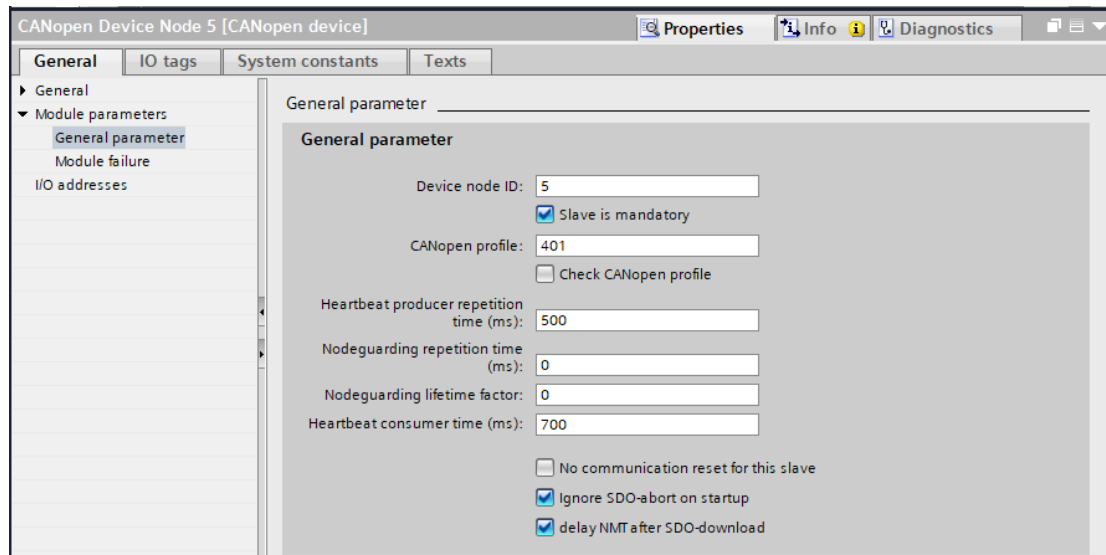 CANopen Device Node 5 [CANopen device]
Properties
Info
Diagnostics
General
IO tags
System constants
Texts
General
Module parameters
General parameter
Module failure
I/O addresses
General parameter
General parameter
Device node ID: 5
Slave is mandatory
CANopen profile: 401
Check CANopen profile
Heartbeat producer repetition
time (ms): 500
Nodeguarding repetition time
(ms): 0
Nodeguarding lifetime factor: 0
Heartbeat consumer time (ms): 700
No communication reset for this slave
Ignore SDO-abort on startup
delay NMT after SDO-download